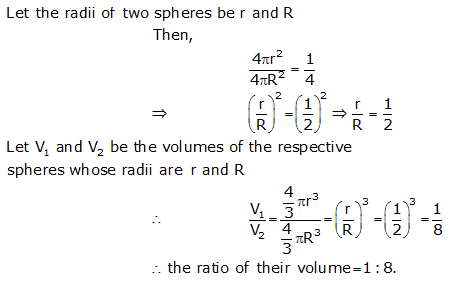 Let the radii of two spheres be r and R
Then,
4πr²/4πR² = 1/4
⇒ (r/R)² = (1/2)² ⇒ r/R = 1/2
Let V₁ and V₂ be the volumes of the respective
spheres whose radii are r and R
∴ V₁/V₂ = (4/3 πr³)/(4/3 πR³) = (r/R)³ = (1/2)³ = 1/8
∴ the ratio of their volume=1:8.